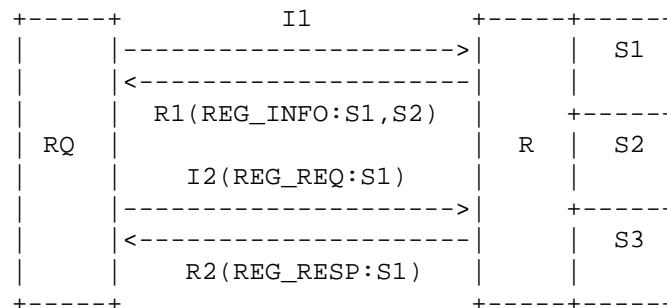 +-----+ I1 +-----+------
| |--------------------->| | S1
| |<---------------------| |
| | R1(REG_INFO:S1,S2) | +------
| RQ | | R | S2
| | I2(REG_REQ:S1) | |
| |--------------------->| +------
| |<---------------------| | S3
| | R2(REG_RESP:S1) | |
+-----+ +-----+------